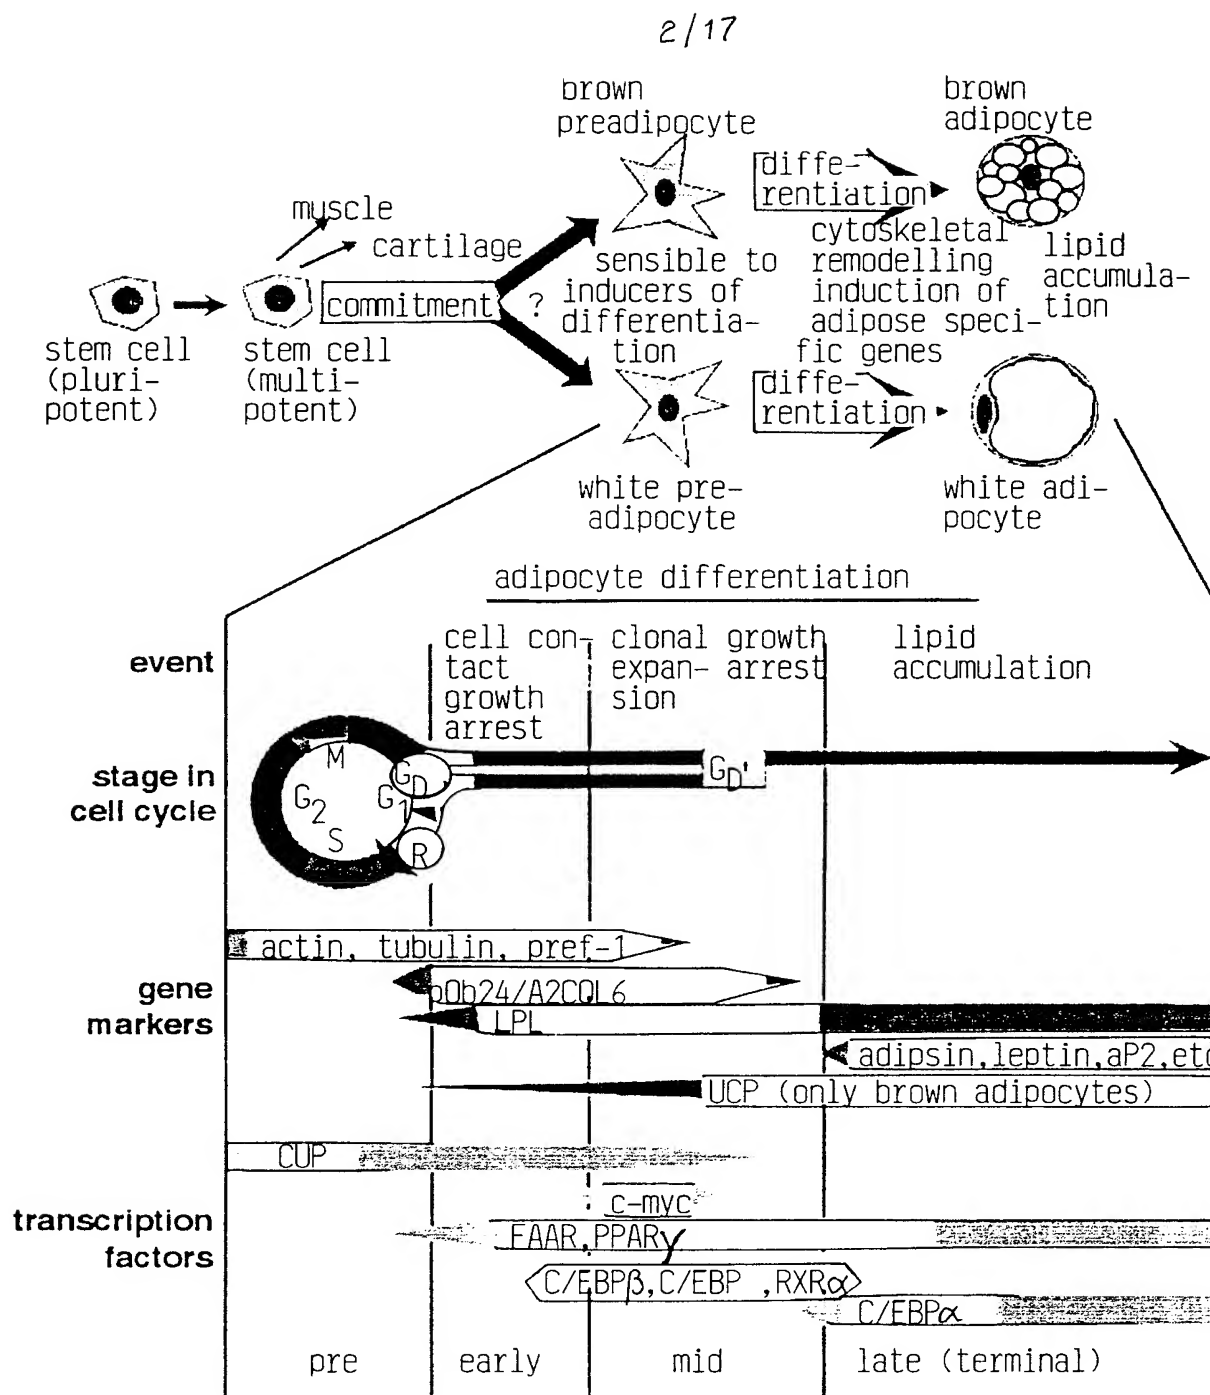 2/17
brown
preadipocyte
brown
adipocyte
diffe-
rentiation
muscle
cartilage
commitment
?
sensible to
inducers of
differentia-
tion
cytoskeletal
remodelling
induction of
adipose speci-
fic genes
lipid
accumula-
tion
stem cell
(pluri-
potent)
stem cell
(multi-
potent)
diffe-
rentiation
white pre-
adipocyte
white adi-
pocyte
adipocyte differentiation
event
cell con-
tact
growth
arrest
clonal growth
expan- arrest
sion
lipid
accumulation
stage in
cell cycle
M
G2
G1
S
GD
R
GD'
gene
markers
actin, tubulin, pref-1
pOb24/A2COL6
LPL
adipsin,leptin,aP2,etc
UCP (only brown adipocytes)
transcription
factors
CUP
c-myc
FAAR,PPARγ
C/EBPβ,C/EBP ,RXRα
C/EBPα
pre
early
mid
late (terminal)